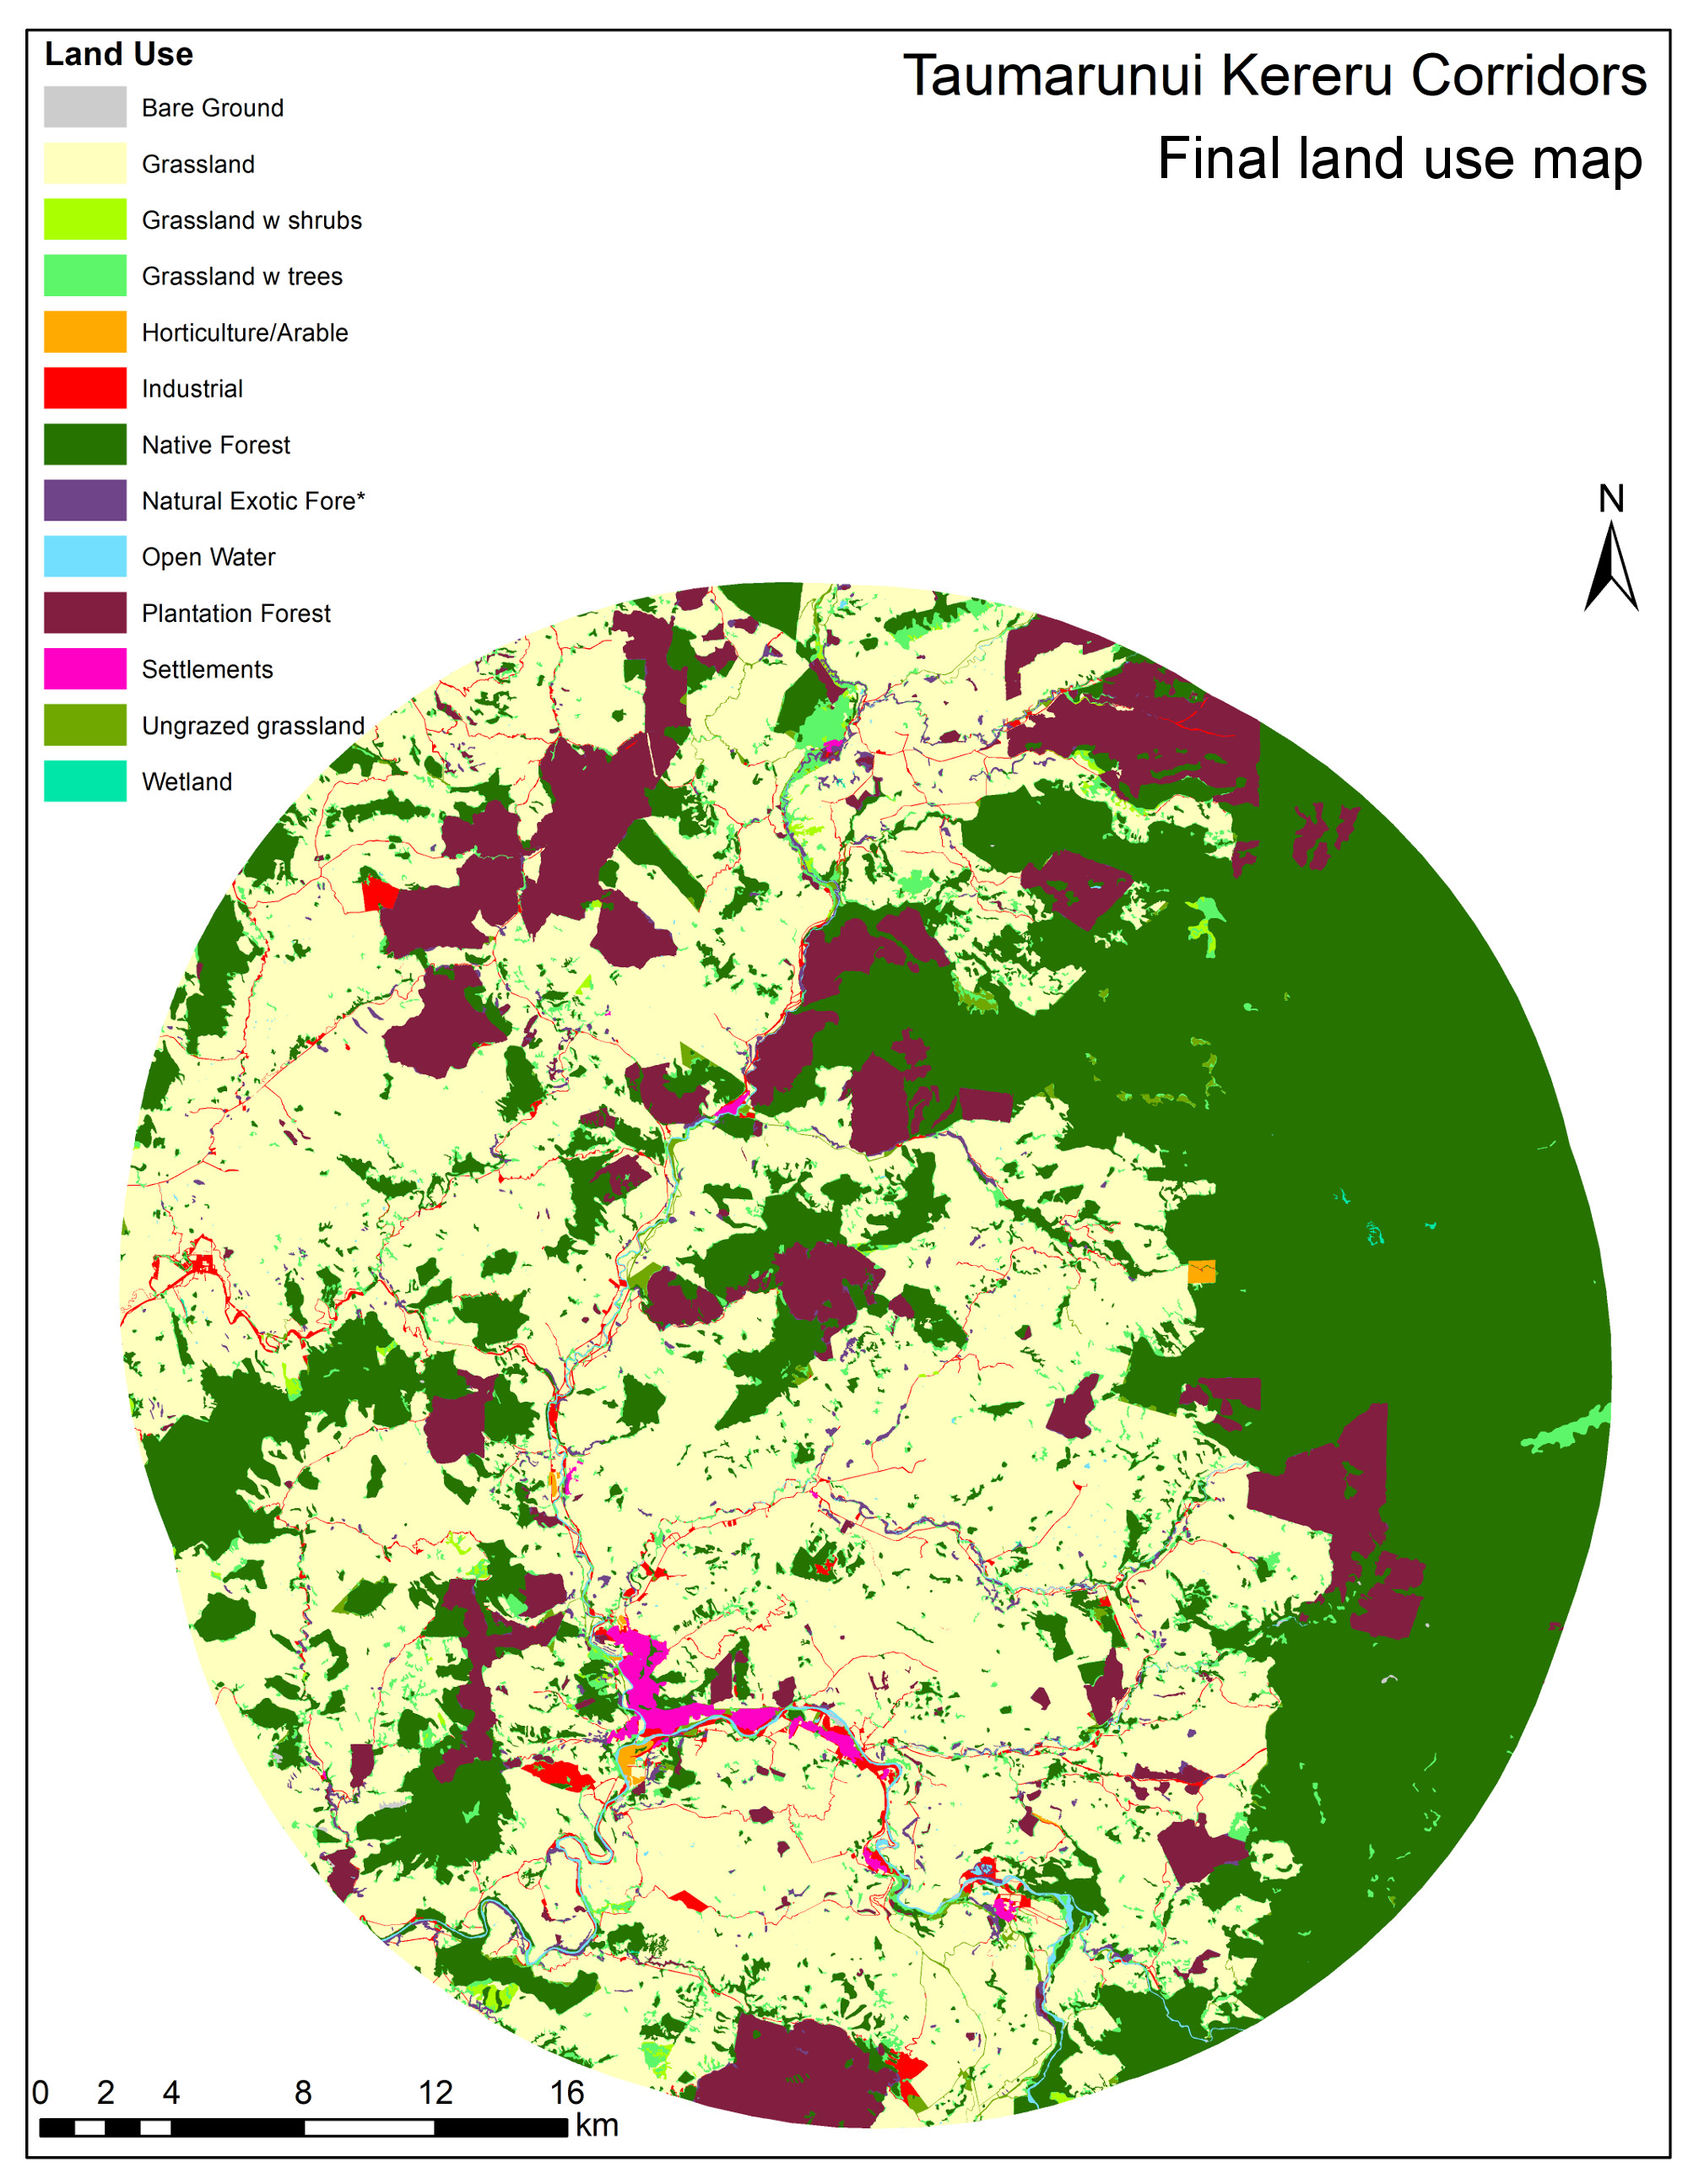 Land Use
Bare Ground
Grassland
Grassland w shrubs
Grassland w trees
Horticulture/Arable
Industrial
Native Forest
Natural Exotic Fore*
Open Water
Plantation Forest
Settlements
Ungrazed grassland
Wetland
Taumarunui Kereru Corridors
Final land use map
N
0 2 4 8 12 16
km